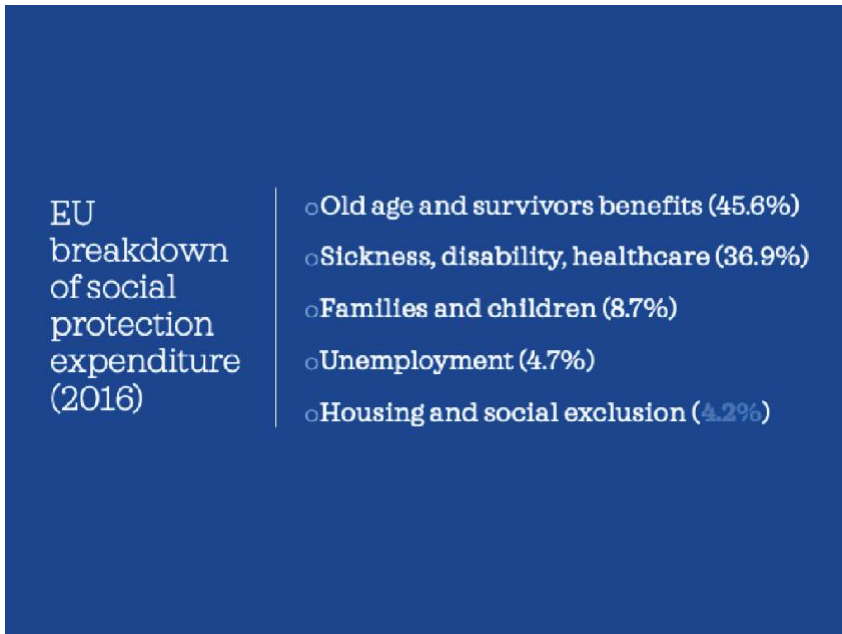 EU
breakdown
of social
protection
expenditure
(2016)
oOld age and survivors benefits (45.6%)
oSickness, disability, healthcare (36.9%)
oFamilies and children (8.7%)
oUnemployment (4.7%)
oHousing and social exclusion (4.2%)